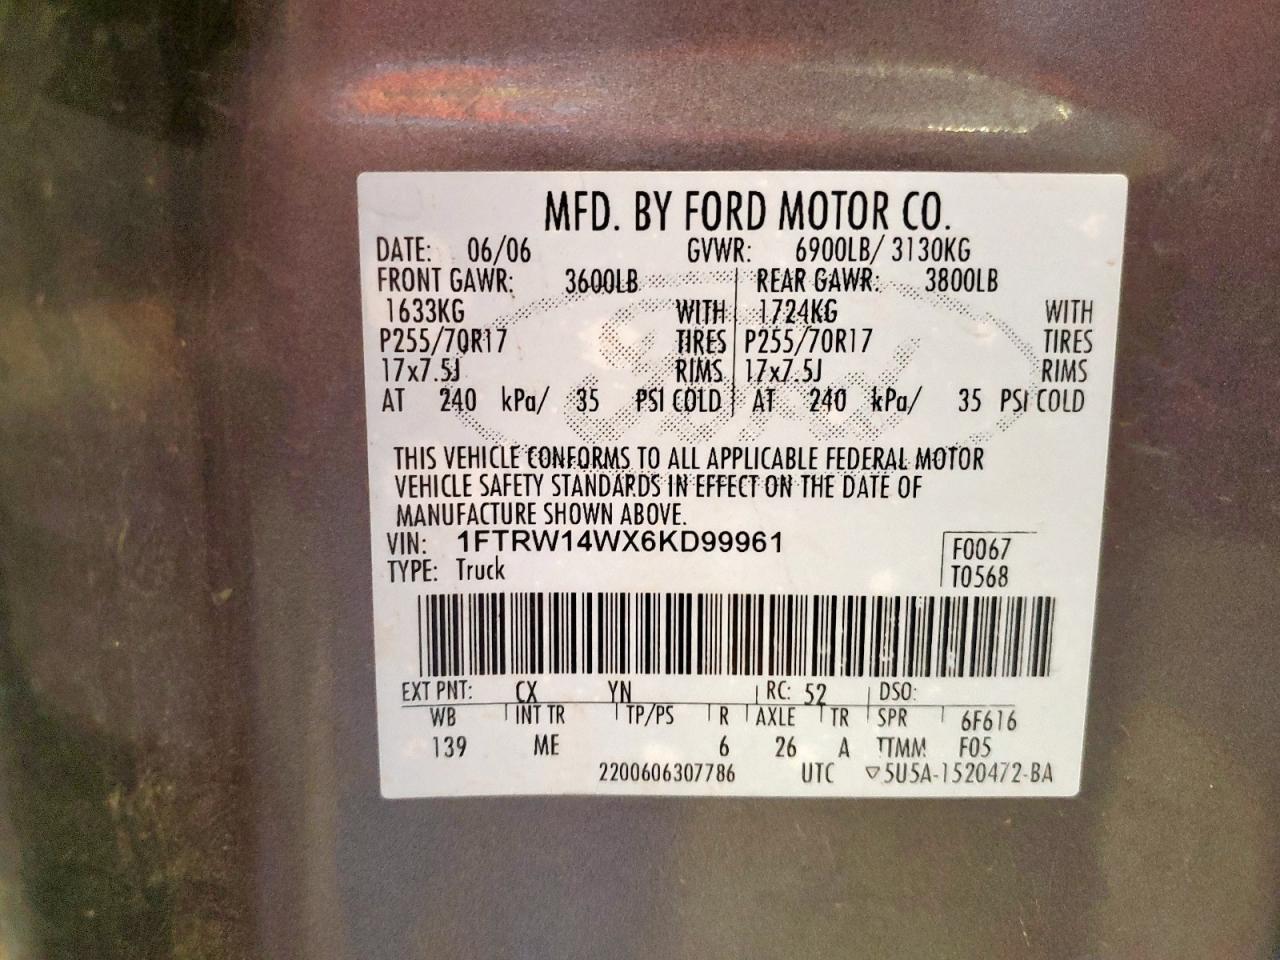 MFD. BY FORD MOTOR CO.
DATE: 06/06 GVWR: 6900LB/ 3130KG
FRONT GAWR: 3600LB REAR GAWR: 3800LB
1633KG WITH 1724KG WITH
P255/70R17 TIRES P255/70R17 TIRES
17x7.5J RIMS 17x7.5J RIMS
AT 240 kPa/ 35 PSI COLD AT 240 kPa/ 35 PSI COLD
Ford
THIS VEHICLE CONFORMS TO ALL APPLICABLE FEDERAL MOTOR
VEHICLE SAFETY STANDARDS IN EFFECT ON THE DATE OF
MANUFACTURE SHOWN ABOVE.
VIN: 1FTRW14WX6KD99961 F0067
TYPE: Truck T0568
EXT PNT: CX YN RC: 52 DSO:
WB INT TR TP/PS R AXLE TR SPR 6F616
139 ME 6 26 A TTMM F05
2200606307786 UTC ▽5U5A-1520472-BA